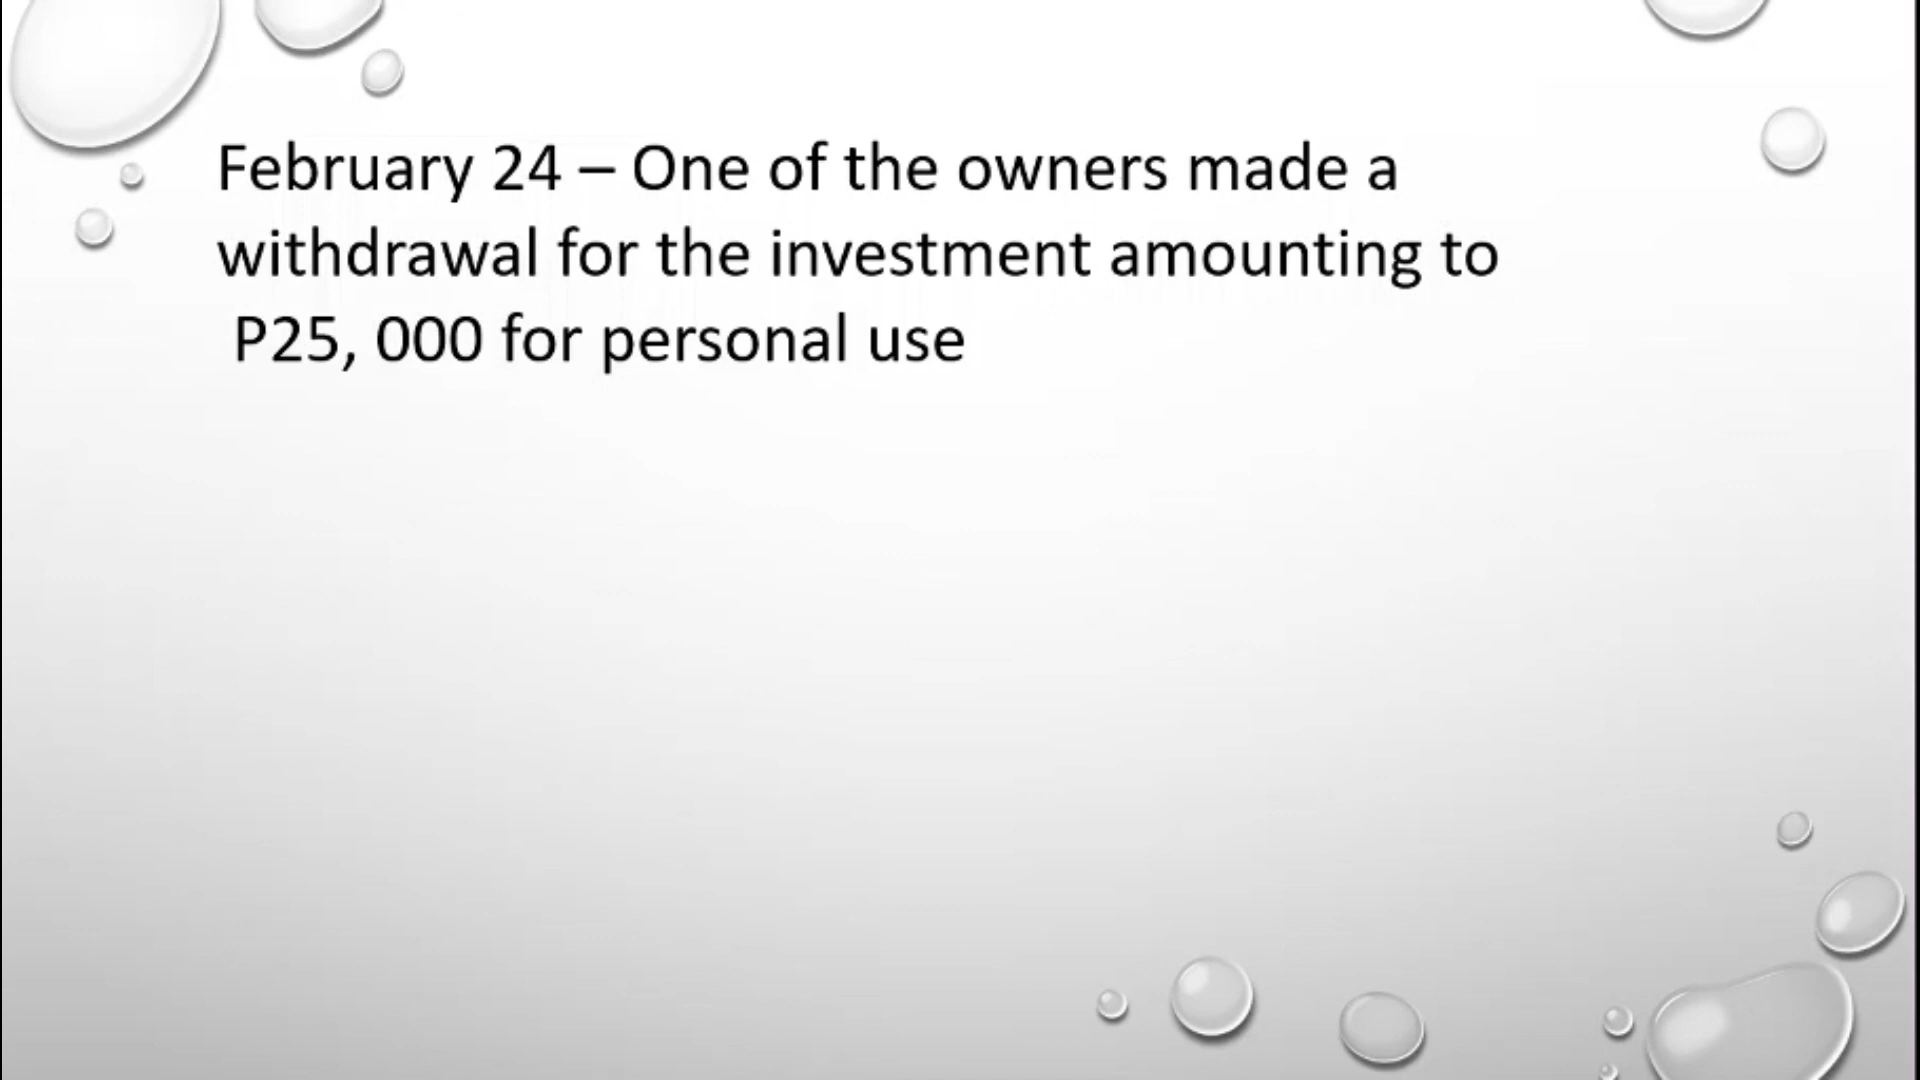 February 24 – One of the owners made a
withdrawal for the investment amounting to
P25, 000 for personal use